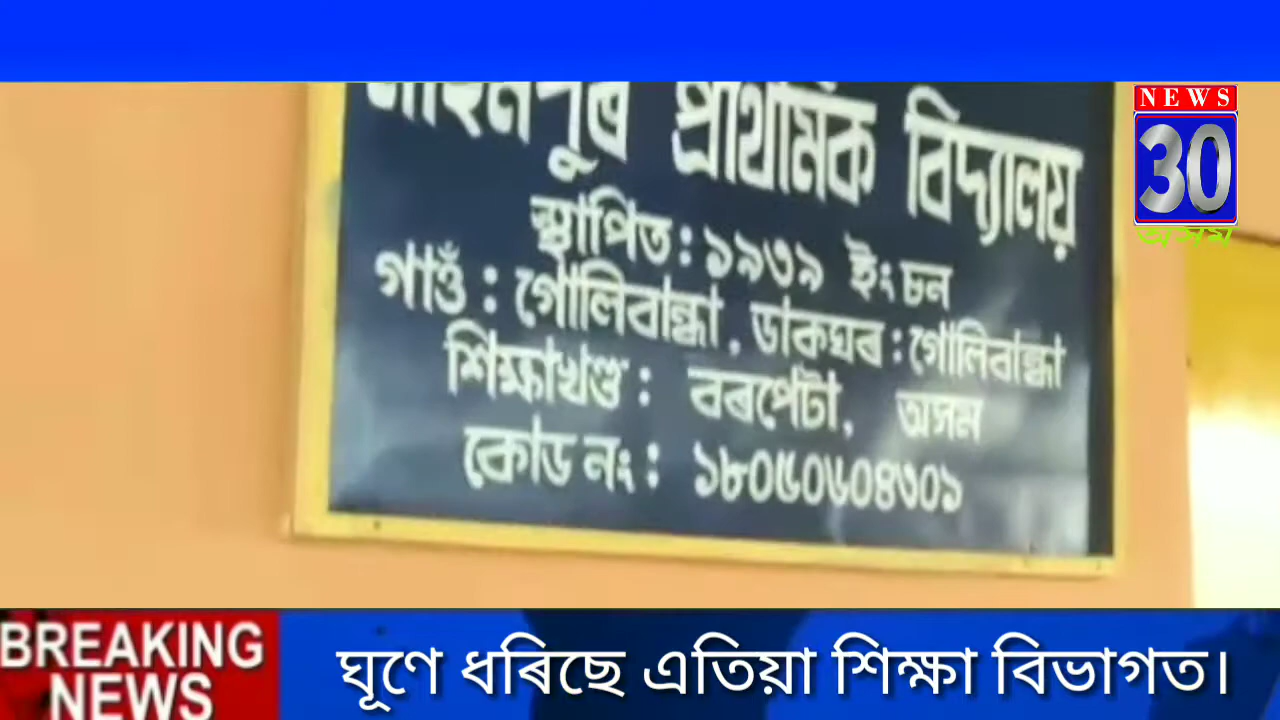 NEWS
30
অসম
প্ৰাথমিক বিদ্যালয়
স্থাপিত : ১৯৩৯ ইং চন
গাওঁ : গোলিবান্ধা , ডাকঘৰ : গোলিবান্ধা
শিক্ষাখণ্ড : বৰপেটা , অসম
কোড নং : ১৮০৫০৬০৪৩০১
BREAKING
NEWS
ঘূণে ধৰিছে এতিয়া শিক্ষা বিভাগত।